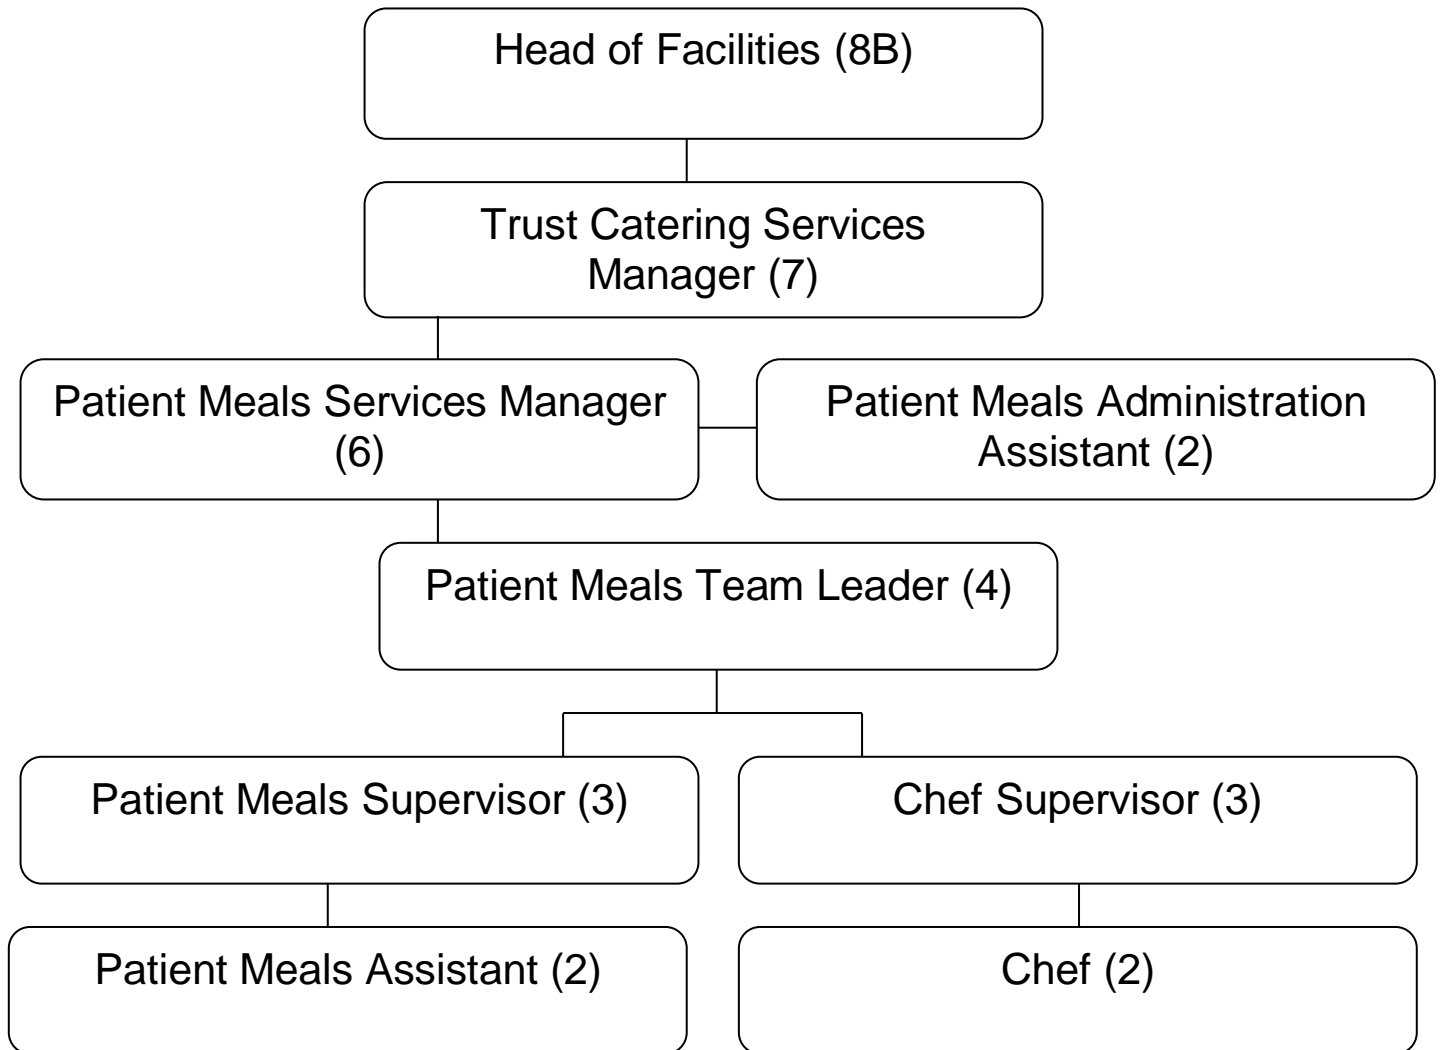 Head of Facilities (8B)
Trust Catering Services
Manager (7)
Patient Meals Services Manager
(6)
Patient Meals Administration
Assistant (2)
Patient Meals Team Leader (4)
Patient Meals Supervisor (3)
Chef Supervisor (3)
Patient Meals Assistant (2)
Chef (2)